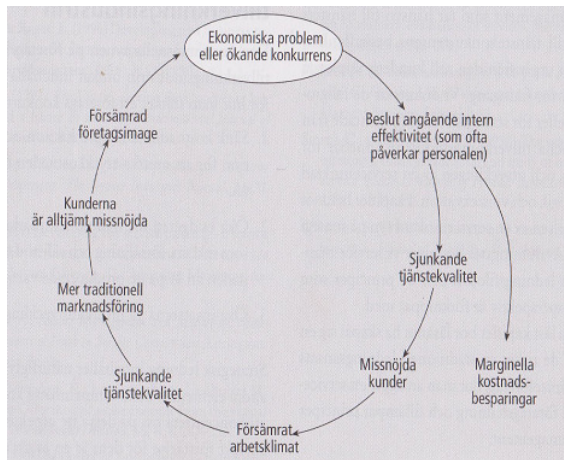 Ekonomiska problem
eller ökande konkurrens
Beslut angående intern
effektivitet (som ofta
påverkar personalen)
Sjunkande
tjänstekvalitet
Marginella
kostnads-
besparingar
Missnöjda
kunder
Försämrat
arbetsklimat
Sjunkande
tjänstekvalitet
Mer traditionell
marknadsföring
Kunderna
är alltjämt missnöjda
Försämrad
företagsimage